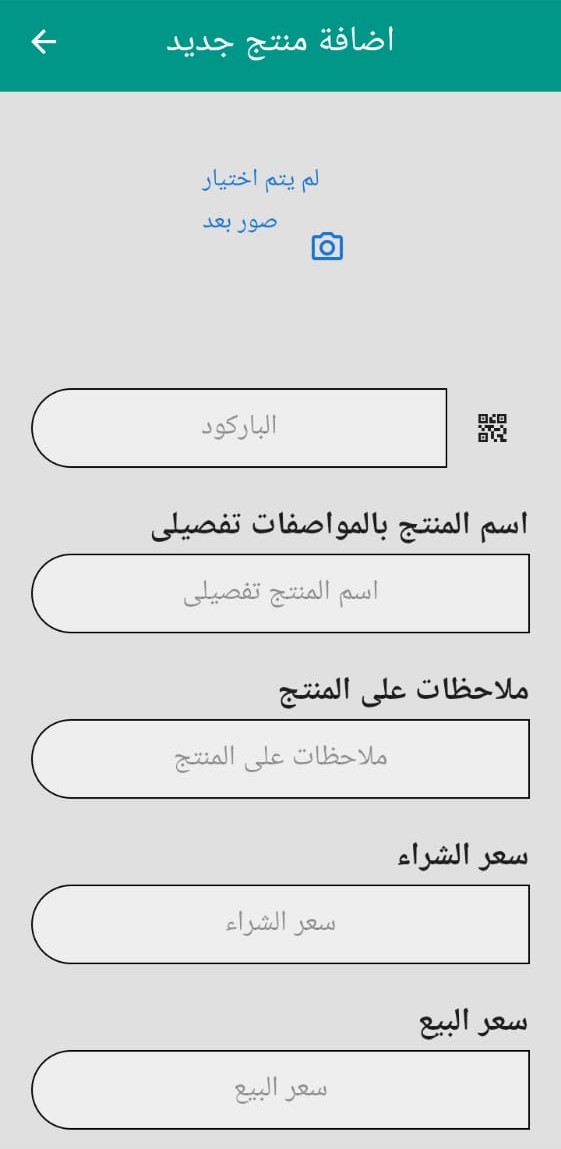 اضافة منتج جديد
لم يتم اختيار
صور بعد
الباركود
اسم المنتج بالمواصفات تفصيلى
اسم المنتج تفصيلى
ملاحظات على المنتج
ملاحظات على المنتج
سعر الشراء
سعر الشراء
سعر البيع
سعر البيع